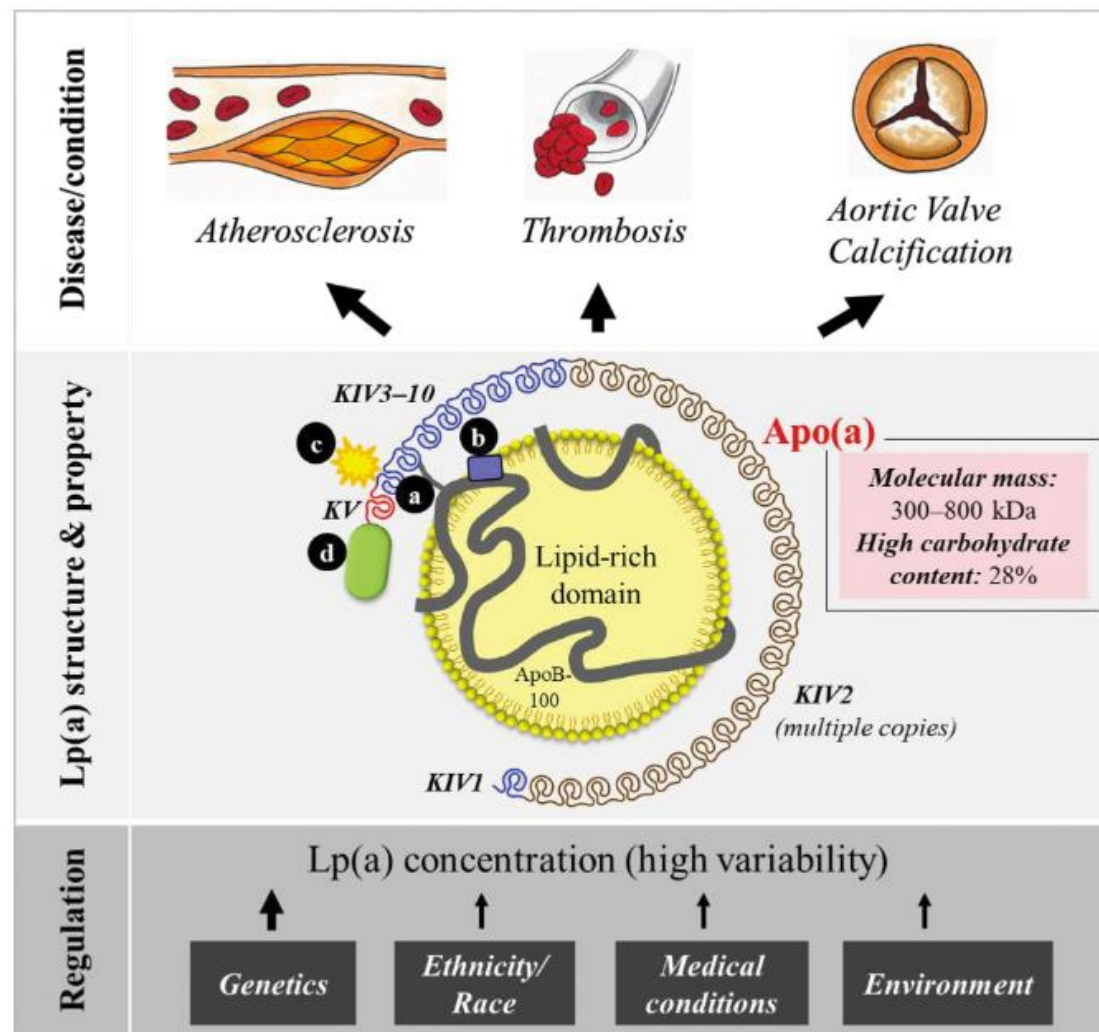 Disease/condition
Atherosclerosis
Thrombosis
Aortic Valve
Calcification
Lp(a) structure & property
KIV3–10
c
b
a
KV
d
Apo(a)
Molecular mass:
300–800 kDa
High carbohydrate
content: 28%
Lipid-rich
domain
ApoB-
100
KIV2
(multiple copies)
KIV1
Regulation
Lp(a) concentration (high variability)
Genetics
Ethnicity/
Race
Medical
conditions
Environment